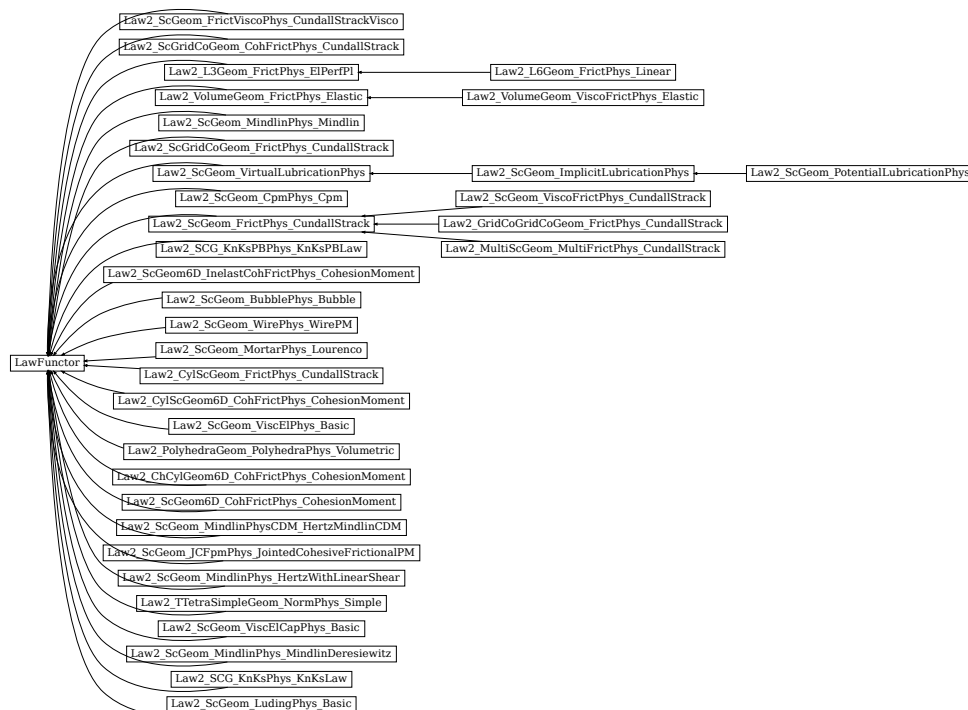 Law2_ScGeom_FrictViscoPhys_CundallStrackVisco
Law2_ScGridCoGeom_CohFrictPhys_CundallStrack
Law2_L3Geom_FrictPhys_ElPerfPl
Law2_L6Geom_FrictPhys_Linear
Law2_VolumeGeom_FrictPhys_Elastic
Law2_VolumeGeom_ViscoFrictPhys_Elastic
Law2_ScGeom_MindlinPhys_Mindlin
Law2_ScGridCoGeom_FrictPhys_CundallStrack
Law2_ScGeom_VirtualLubricationPhys
Law2_ScGeom_ImplicitLubricationPhys
Law2_ScGeom_PotentialLubricationPhys
Law2_ScGeom_CpmPhys_Cpm
Law2_ScGeom_ViscoFrictPhys_CundallStrack
Law2_ScGeom_FrictPhys_CundallStrack
Law2_GridCoGridCoGeom_FrictPhys_CundallStrack
Law2_SCG_KnKsPBPhys_KnKsPBLaw
Law2_MultiScGeom_MultiFrictPhys_CundallStrack
Law2_ScGeom6D_InelastCohFrictPhys_CohesionMoment
Law2_ScGeom_BubblePhys_Bubble
Law2_ScGeom_WirePhys_WirePM
Law2_ScGeom_MortarPhys_Lourenco
LawFunctor
Law2_CylScGeom_FrictPhys_CundallStrack
Law2_CylScGeom6D_CohFrictPhys_CohesionMoment
Law2_ScGeom_ViscElPhys_Basic
Law2_PolyhedraGeom_PolyhedraPhys_Volumetric
Law2_ChCylGeom6D_CohFrictPhys_CohesionMoment
Law2_ScGeom6D_CohFrictPhys_CohesionMoment
Law2_ScGeom_MindlinPhysCDM_HertzMindlinCDM
Law2_ScGeom_JCFpmPhys_JointedCohesiveFrictionalPM
Law2_ScGeom_MindlinPhys_HertzWithLinearShear
Law2_TTetraSimpleGeom_NormPhys_Simple
Law2_ScGeom_ViscElCapPhys_Basic
Law2_ScGeom_MindlinPhys_MindlinDeresiewitz
Law2_SCG_KnKsPhys_KnKsLaw
Law2_ScGeom_LudingPhys_Basic